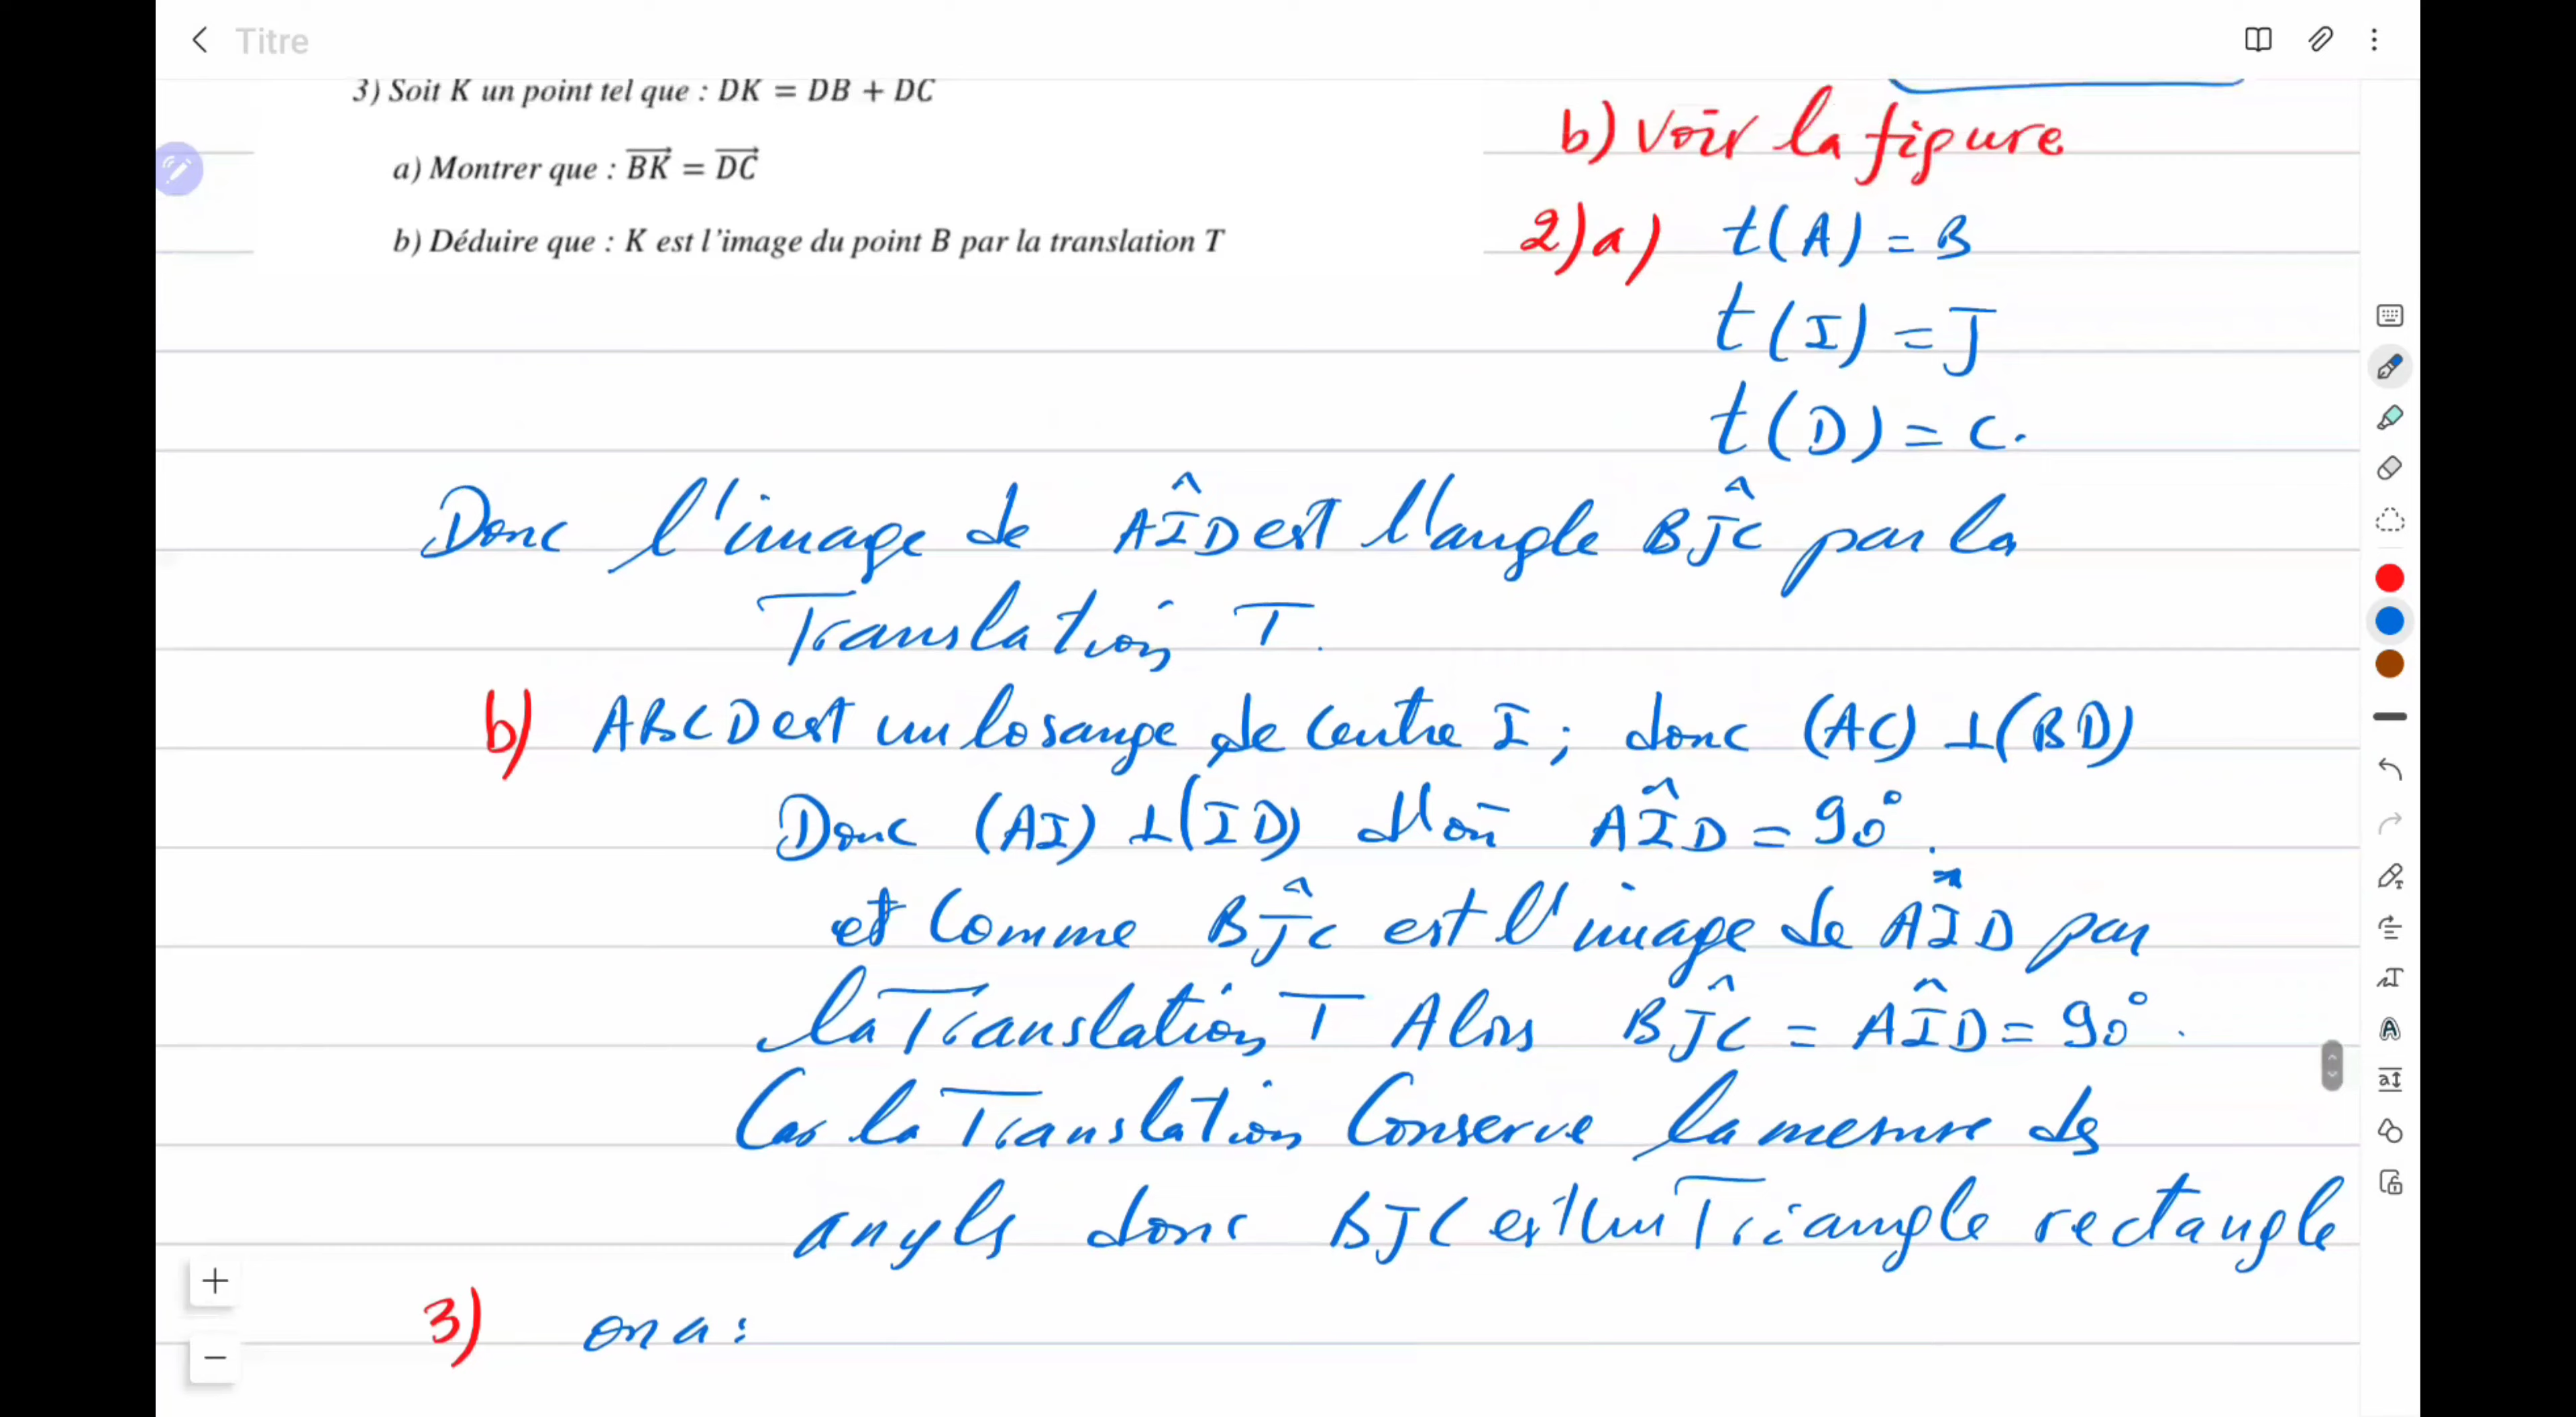 Titre
3) Soit K un point tel que : DK = DB + DC
a) Montrer que : \overrightarrow{BK} = \overrightarrow{DC}
b) Déduire que : K est l'image du point B par la translation T
b) Voir la figure
2) a) t(A) = B
t(I) = J
t(D) = C.
Donc l'image de AÎD est l'angle BĴC par la
Translation T.
b) ABCD est un losange de centre I ; donc (AC) ⊥ (BD)
Donc (AI) ⊥ (ID) d'où AÎD = 90°.
et Comme BĴC est l'image de AÎD par
la Translation T Alors BĴC = AÎD = 90°.
Car la Translation Conserve la mesure des
angles donc BJC est un Triangle rectangle
3) on a :